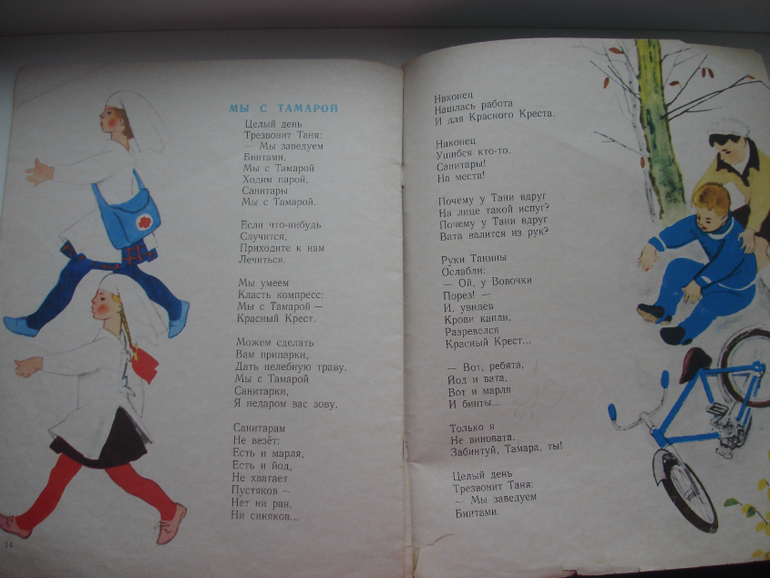 МЫ С ТАМАРОЙ
Целый день
Трезвонит Таня:
— Мы заведуем
Бинтами.
Мы с Тамарой
Ходим парой,
Санитары
Мы с Тамарой.
Если что-нибудь
Случится,
Приходите к нам
Лечиться.
Мы умеем
Класть компресс:
Мы с Тамарой —
Красный Крест.
Можем сделать
Вам припарки,
Дать целебную траву.
Мы с Тамарой
Санитарки,
Я недаром вас зову.
Санитарам
Не везёт:
Есть и марля,
Есть и йод,
Не хватает
Пустяков —
Нет ни ран,
Ни синяков...
14
Наконец
Нашлась работа
И для Красного Креста.
Наконец
Ушибся кто-то.
Санитары!
На места!
Почему у Тани вдруг
На лице такой испуг?
Почему у Тани вдруг
Вата валится из рук?
Руки Танины
Ослабли:
— Ой, у Вовочки
Порез! —
И, увидев
Крови капли,
Разревелся
Красный Крест...
— Вот, ребята,
Йод и вата,
Вот и марля
И бинты...
Только я
Не виновата,
Забинтуй, Тамара, ты!
Целый день
Трезвонит Таня:
— Мы заведуем
Бинтами.